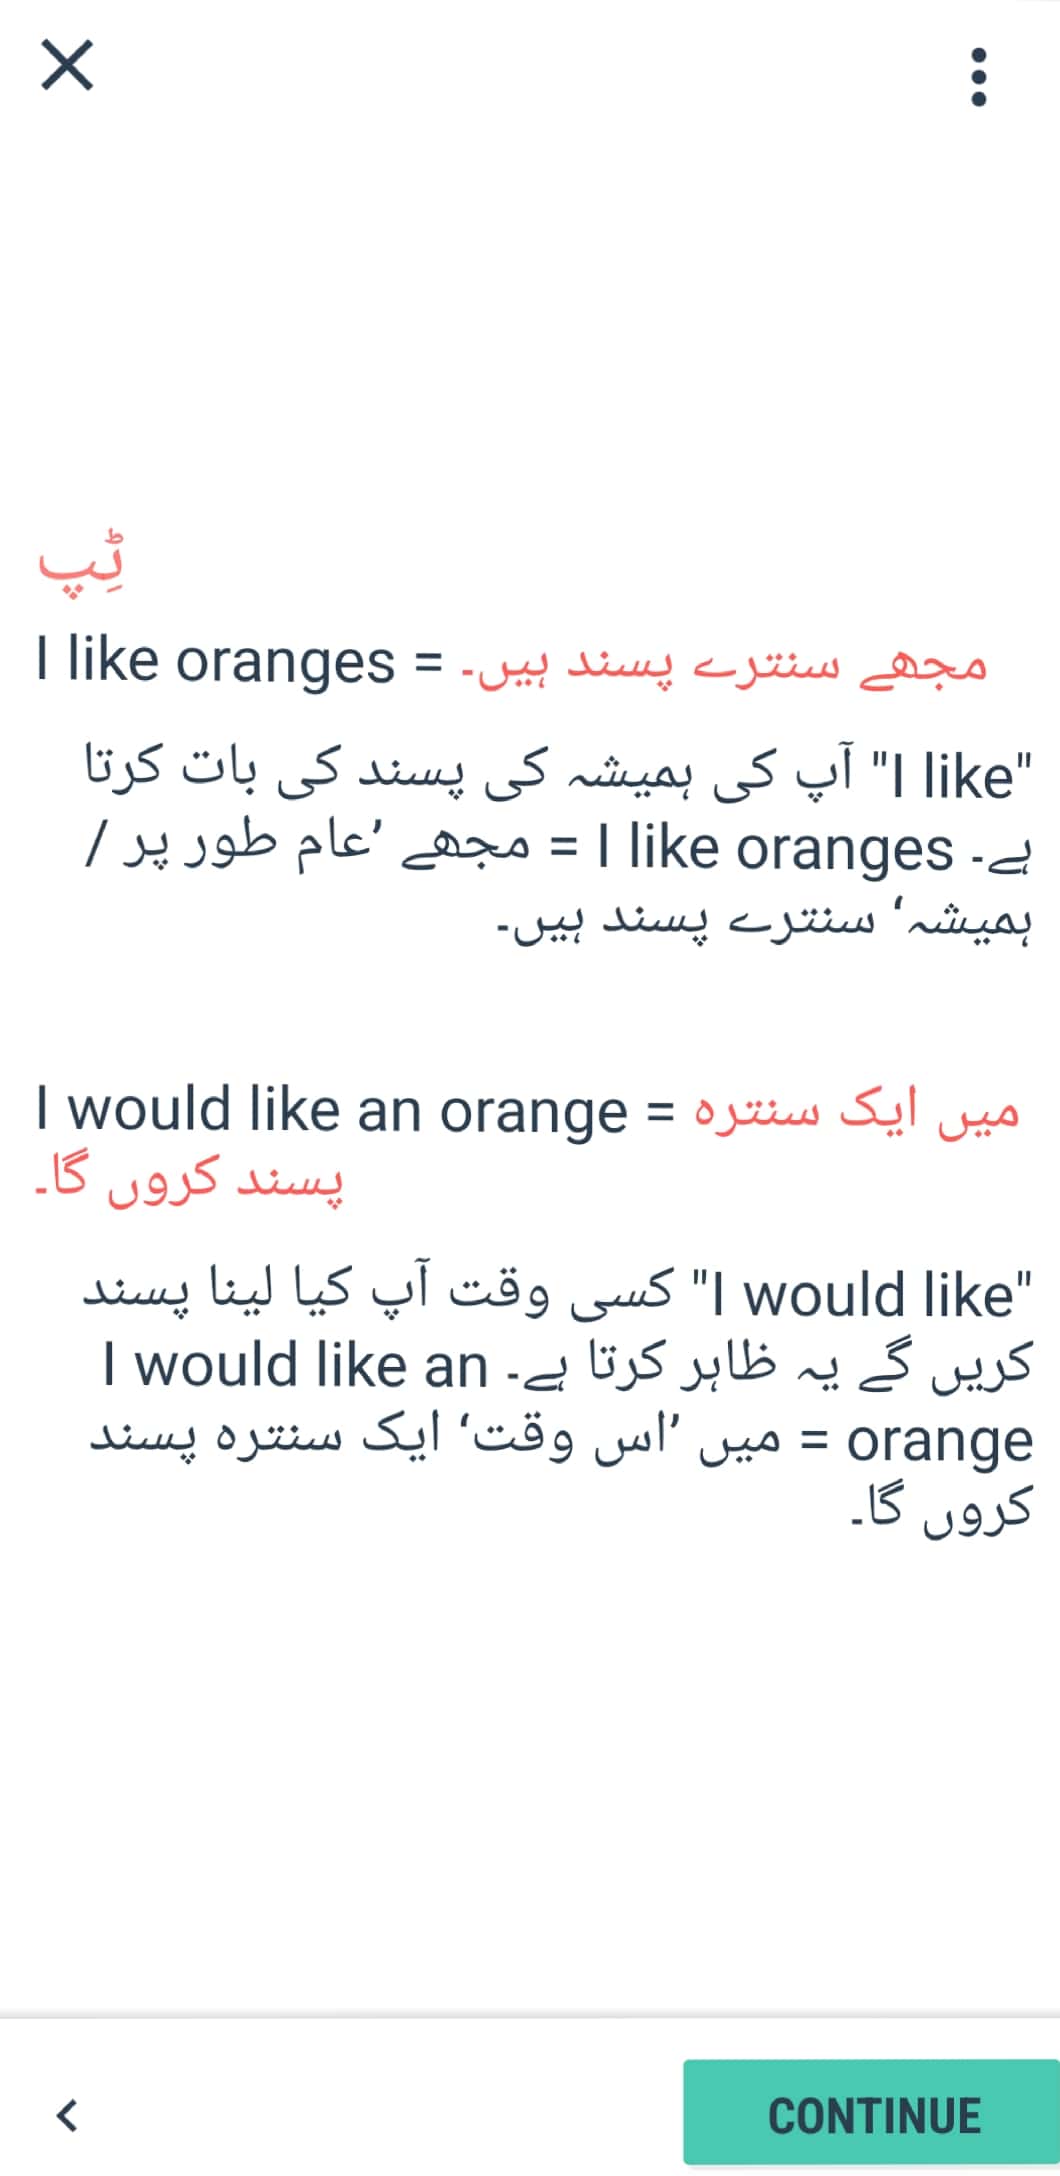 ٹِپ
I like oranges = مجھے سنترے پسند ہیں۔
"I like" آپ کی ہمیشہ کی پسند کی بات کرتا
ہے۔ I like oranges = مجھے ’عام طور پر /
ہمیشہ‘ سنترے پسند ہیں۔
I would like an orange = میں ایک سنترہ
پسند کروں گا۔
"I would like" کسی وقت آپ کیا لینا پسند
کریں گے یہ ظاہر کرتا ہے۔ I would like an
orange = میں ’اس وقت‘ ایک سنترہ پسند
کروں گا۔
CONTINUE